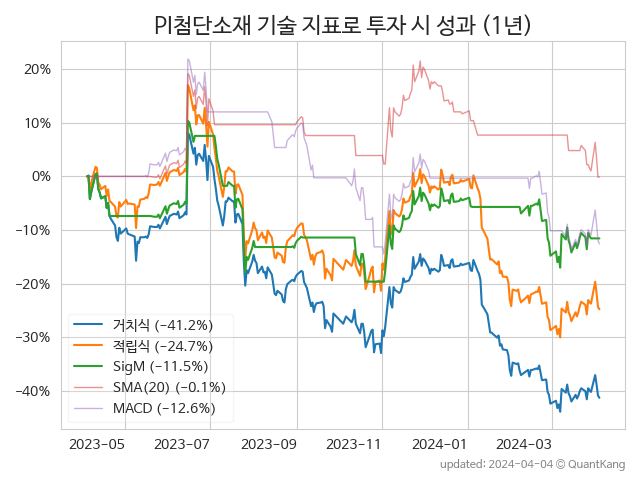 PI첨단소재 기술 지표로 투자 시 성과 (1년)
20%
10%
0%
−10%
−20%
−30%
−40%
거치식 (−41.2%)
적립식 (−24.7%)
SigM (−11.5%)
SMA(20) (−0.1%)
MACD (−12.6%)
2023-05
2023-07
2023-09
2023-11
2024-01
2024-03
updated: 2024-04-04 © QuantKang